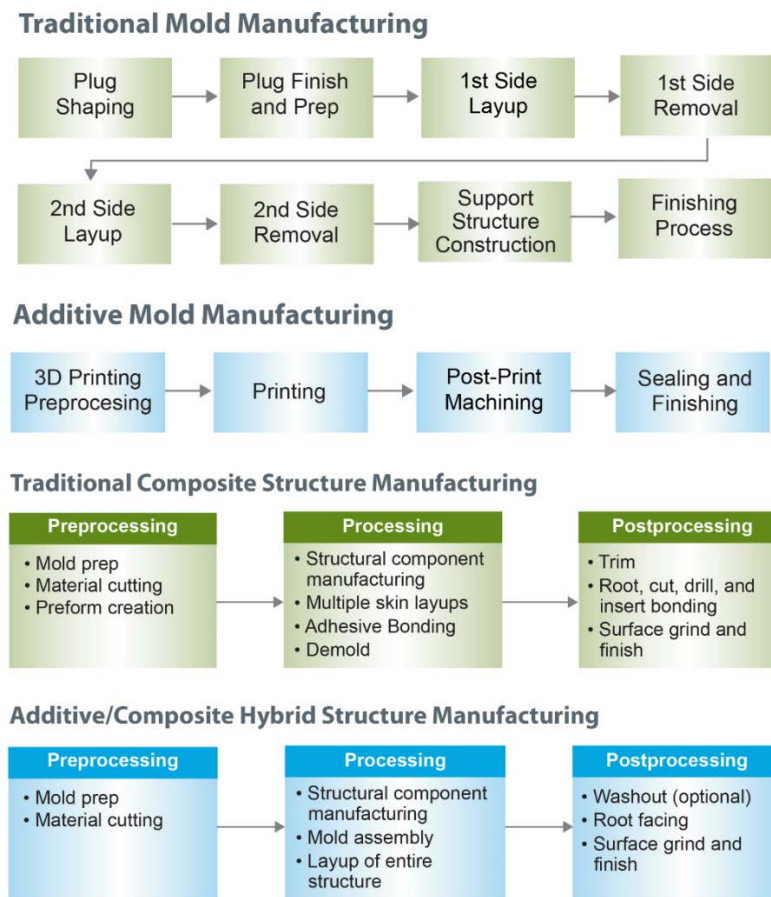 Traditional Mold Manufacturing
Plug
Shaping
Plug Finish
and Prep
1st Side
Layup
1st Side
Removal
2nd Side
Layup
2nd Side
Removal
Support
Structure
Construction
Finishing
Process
Additive Mold Manufacturing
3D Printing
Preprocesing
Printing
Post-Print
Machining
Sealing and
Finishing
Traditional Composite Structure Manufacturing
Preprocessing
• Mold prep
• Material cutting
• Preform creation
Processing
• Structural component
manufacturing
• Multiple skin layups
• Adhesive Bonding
• Demold
Postprocessing
• Trim
• Root, cut, drill, and
insert bonding
• Surface grind and
finish
Additive/Composite Hybrid Structure Manufacturing
Preprocessing
• Mold prep
• Material cutting
Processing
• Structural component
manufacturing
• Mold assembly
• Layup of entire
structure
Postprocessing
• Washout (optional)
• Root facing
• Surface grind and
finish